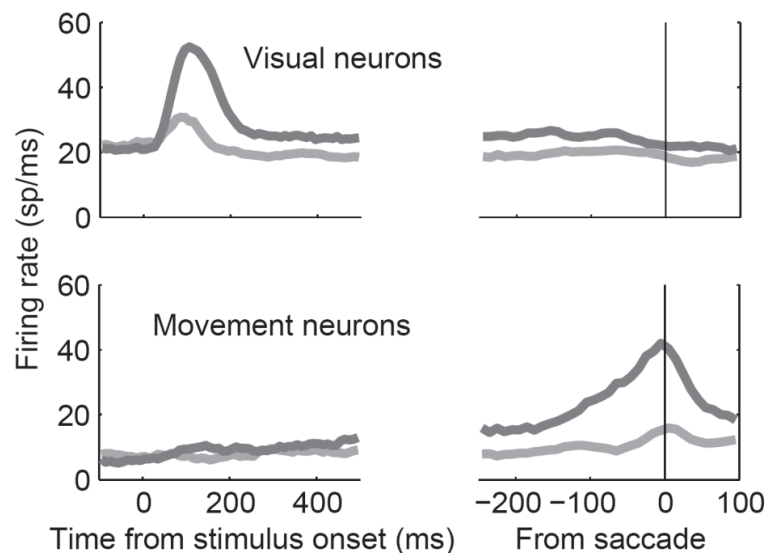 60
40
20
0
Visual neurons
Firing rate (sp/ms)
60
40
20
0
Movement neurons
0 200 400
−200 −100 0 100
Time from stimulus onset (ms) From saccade